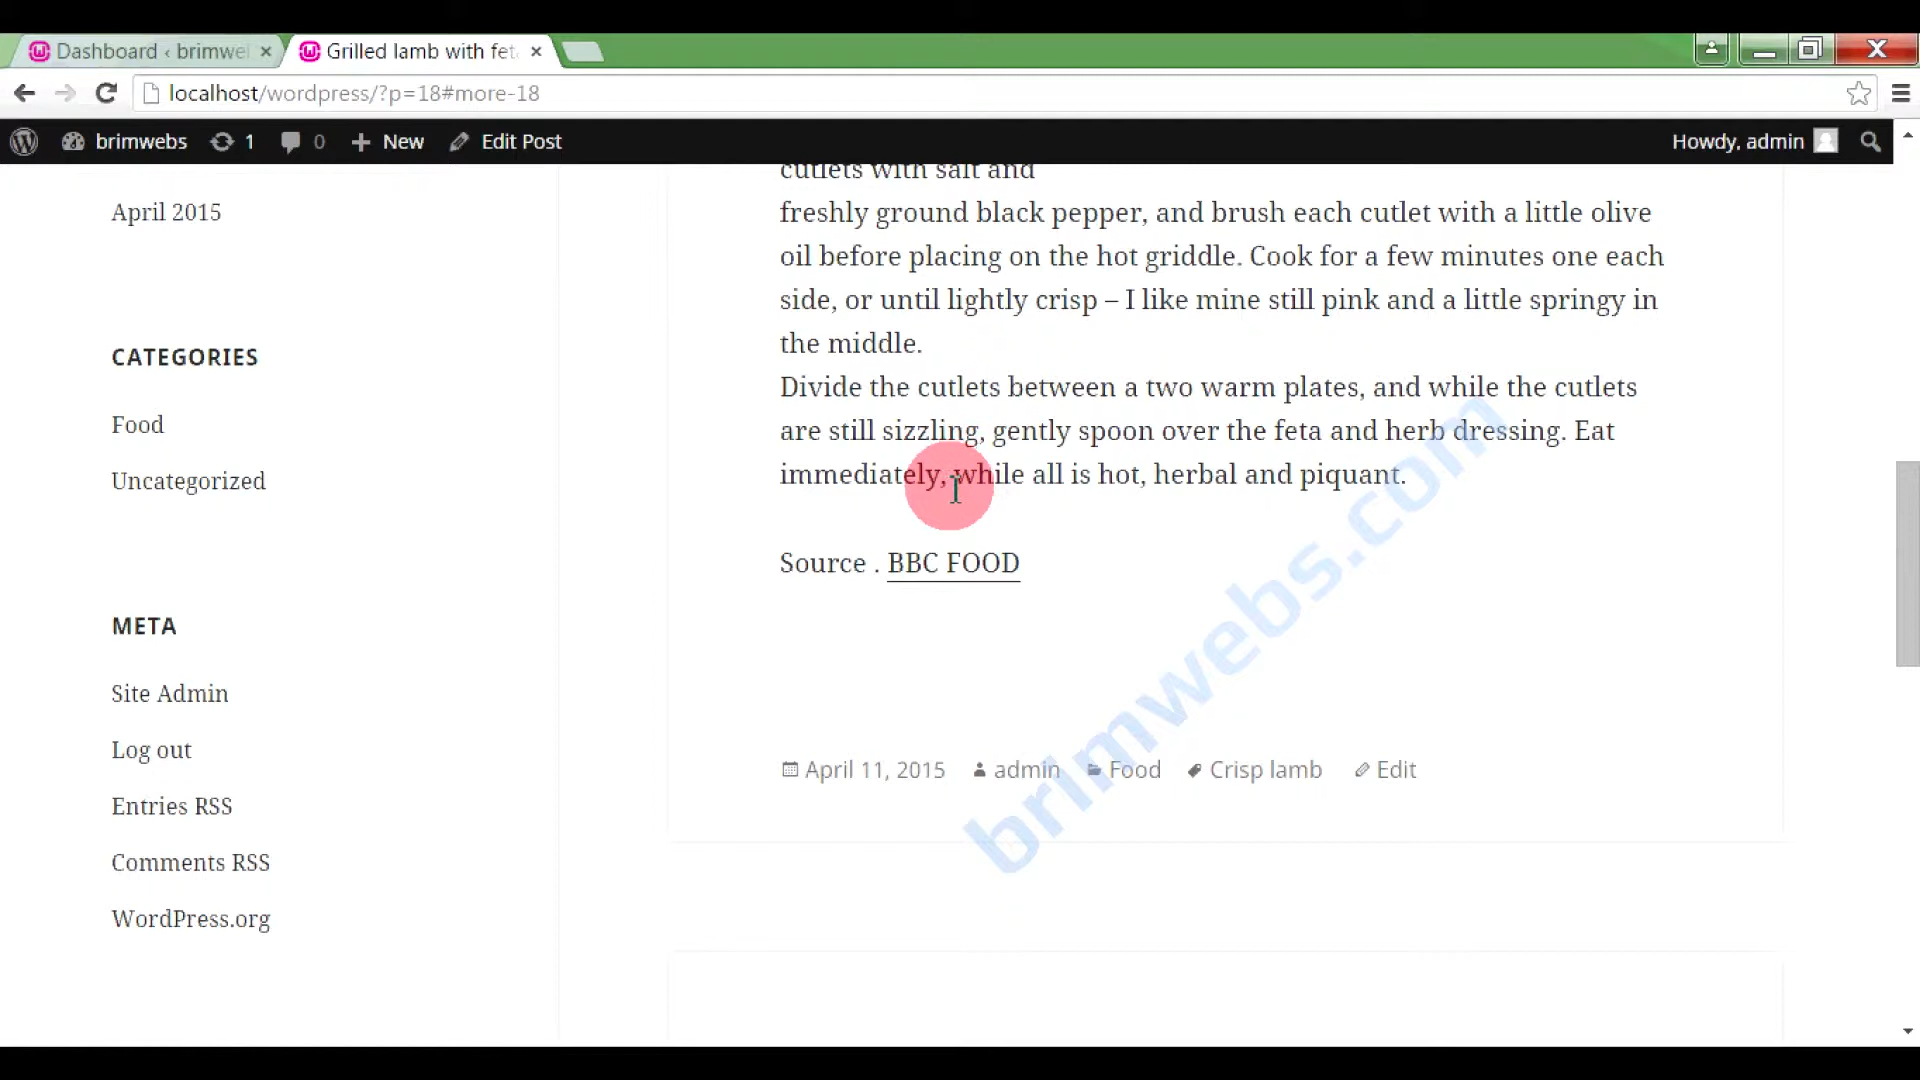 Dashboard ‹ brimwe
Grilled lamb with fet
localhost/wordpress/?p=18#more-18
brimwebs 1 0 New Edit Post
Howdy, admin
April 2015
CATEGORIES
Food
Uncategorized
META
Site Admin
Log out
Entries RSS
Comments RSS
WordPress.org
cutlets with salt and
freshly ground black pepper, and brush each cutlet with a little olive
oil before placing on the hot griddle. Cook for a few minutes one each
side, or until lightly crisp – I like mine still pink and a little springy in
the middle.
Divide the cutlets between a two warm plates, and while the cutlets
are still sizzling, gently spoon over the feta and herb dressing. Eat
immediately, while all is hot, herbal and piquant.
Source . BBC FOOD
April 11, 2015 admin Food Crisp lamb Edit
brimwebs.com